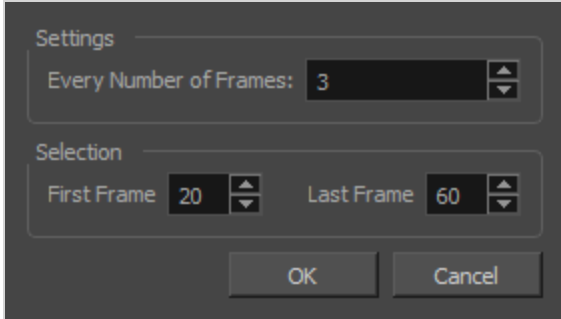 Settings
Every Number of Frames: 3
Selection
First Frame 20 Last Frame 60
OK Cancel